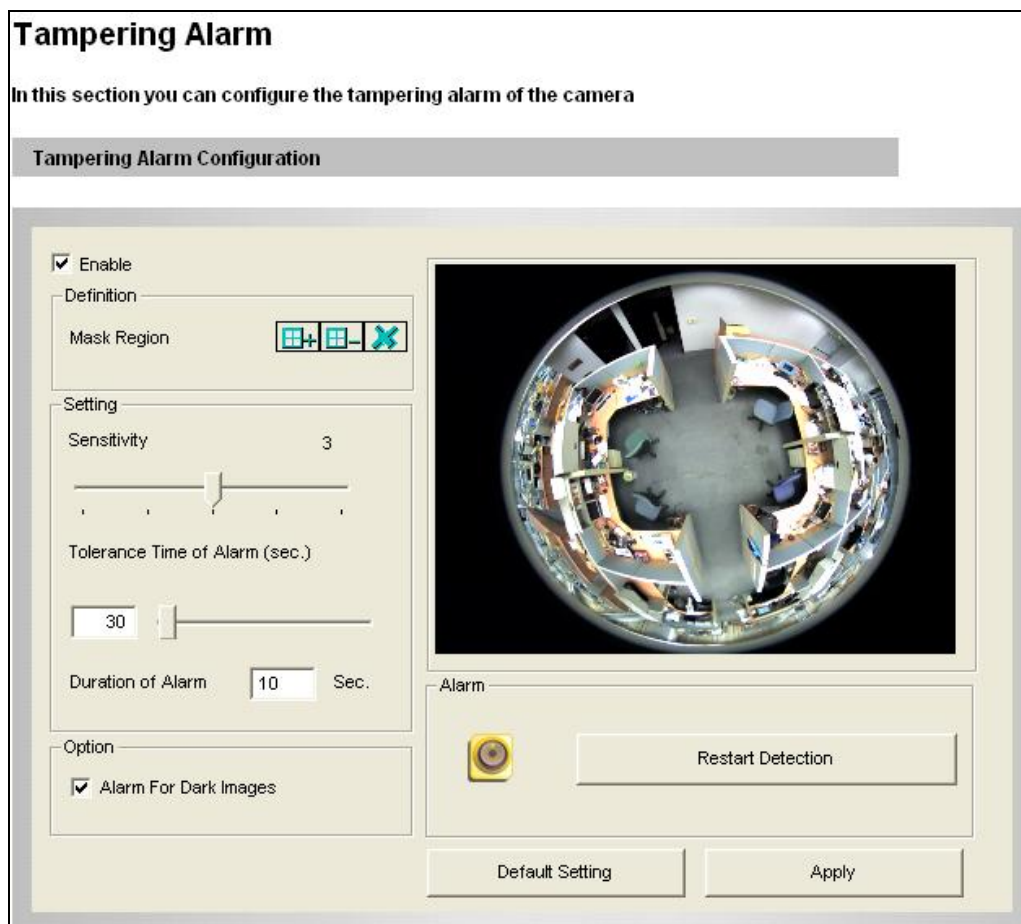 Tampering Alarm
In this section you can configure the tampering alarm of the camera
Tampering Alarm Configuration
Enable
Definition
Mask Region
Setting
Sensitivity 3
Tolerance Time of Alarm (sec.)
30
Duration of Alarm 10 Sec.
Option
Alarm For Dark Images
Alarm
Restart Detection
Default Setting
Apply